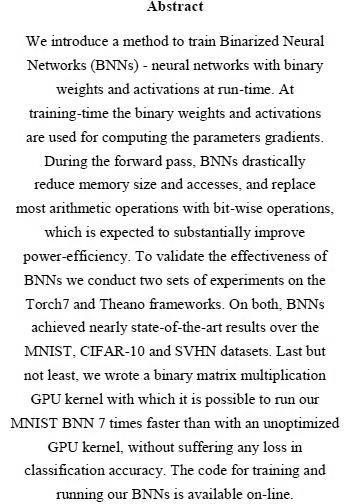 Abstract
We introduce a method to train Binarized Neural
Networks (BNNs) - neural networks with binary
weights and activations at run-time. At
training-time the binary weights and activations
are used for computing the parameters gradients.
During the forward pass, BNNs drastically
reduce memory size and accesses, and replace
most arithmetic operations with bit-wise operations,
which is expected to substantially improve
power-efficiency. To validate the effectiveness of
BNNs we conduct two sets of experiments on the
Torch7 and Theano frameworks. On both, BNNs
achieved nearly state-of-the-art results over the
MNIST, CIFAR-10 and SVHN datasets. Last but
not least, we wrote a binary matrix multiplication
GPU kernel with which it is possible to run our
MNIST BNN 7 times faster than with an unoptimized
GPU kernel, without suffering any loss in
classification accuracy. The code for training and
running our BNNs is available on-line.